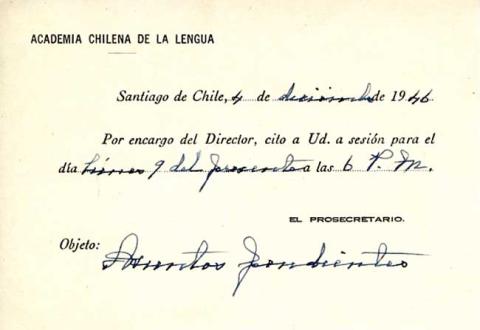 ACADEMIA CHILENA DE LA LENGUA
Santiago de Chile, 4 de diciembre de 1946
Por encargo del Director, cito a Ud. a sesión para el
día Lunes 9 del presente a las 6 P. M.
EL PROSECRETARIO.
Objeto: Asuntos pendientes